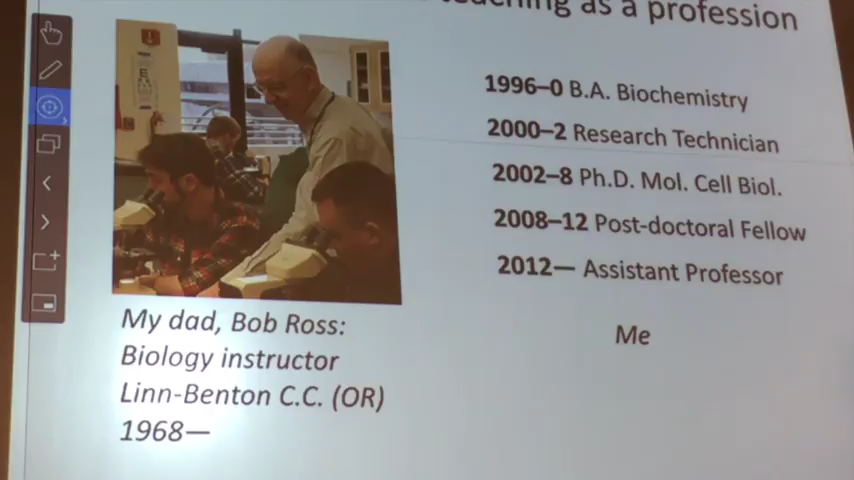 teaching as a profession
1996–0 B.A. Biochemistry
2000–2 Research Technician
2002–8 Ph.D. Mol. Cell Biol.
2008–12 Post-doctoral Fellow
2012— Assistant Professor
Me
My dad, Bob Ross:
Biology instructor
Linn-Benton C.C. (OR)
1968—